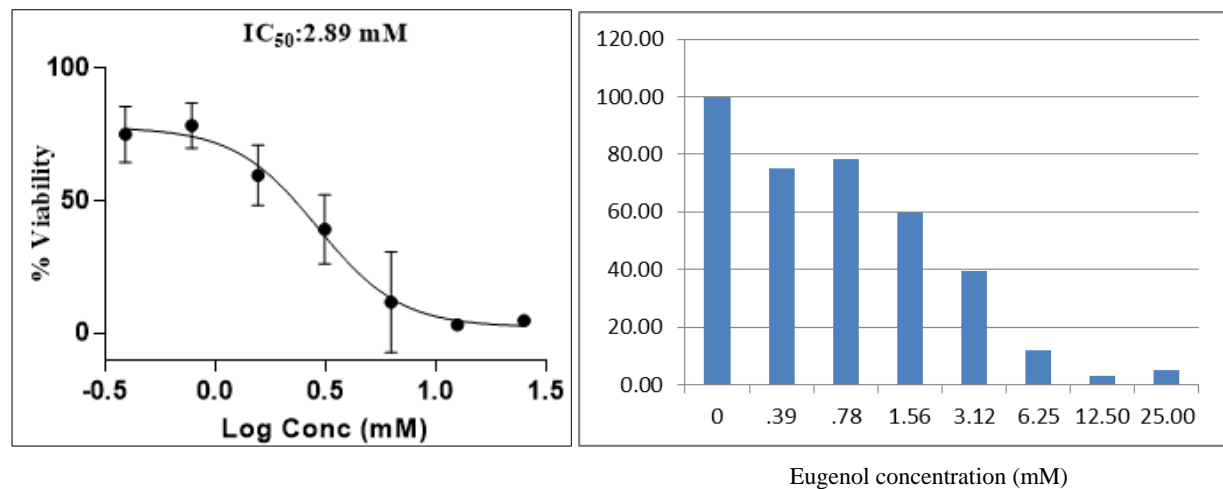 IC50:2.89 mM
% Viability
100
50
0
-0.5 0.0 0.5 1.0 1.5
Log Conc (mM)
120.00
100.00
80.00
60.00
40.00
20.00
0.00
0 .39 .78 1.56 3.12 6.25 12.50 25.00
Eugenol concentration (mM)